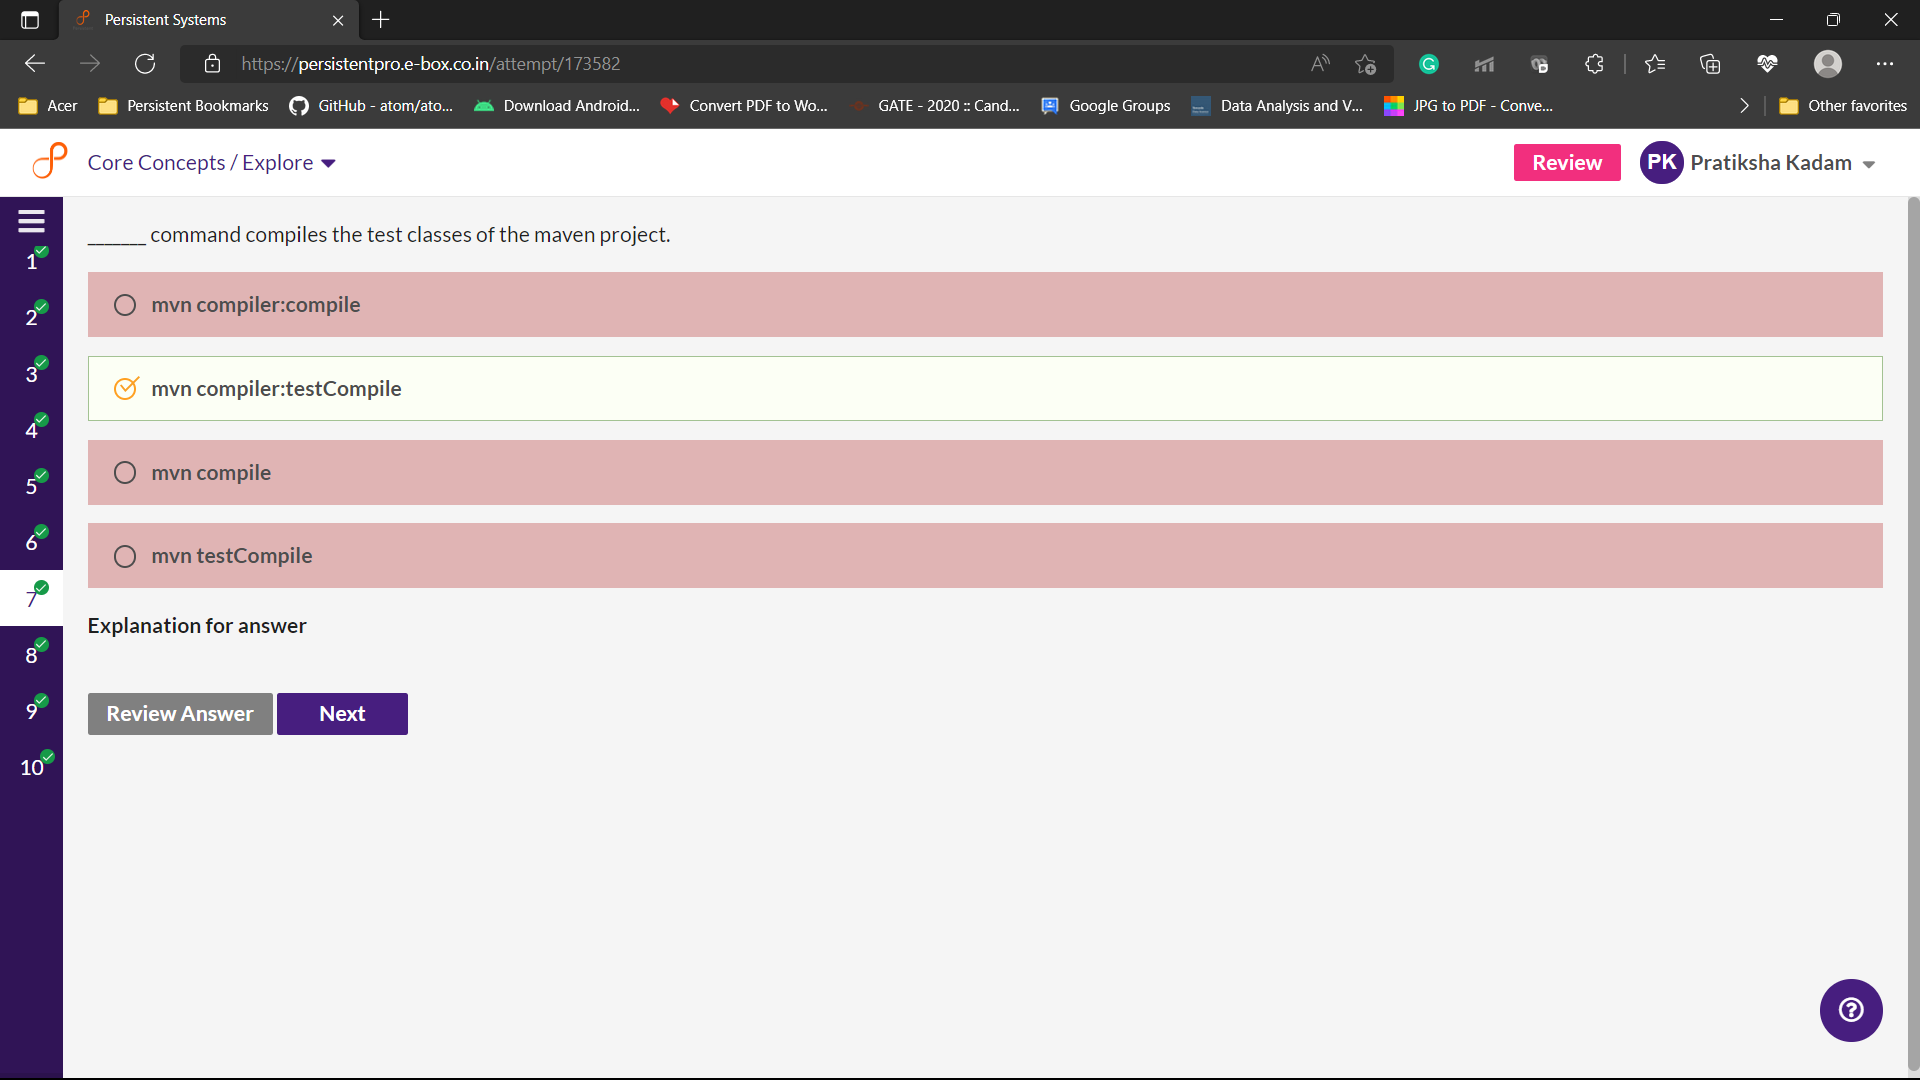 Persistent Systems
https://persistentpro.e-box.co.in/attempt/173582
Acer
Persistent Bookmarks
GitHub - atom/ato...
Download Android...
Convert PDF to Wo...
GATE - 2020 :: Cand...
Google Groups
Data Analysis and V...
JPG to PDF - Conve...
Other favorites
Core Concepts / Explore
Review
PK Pratiksha Kadam
_______ command compiles the test classes of the maven project.
1
mvn compiler:compile
2
3
mvn compiler:testCompile
4
mvn compile
5
6
mvn testCompile
7
Explanation for answer
8
9
Review Answer
Next
10